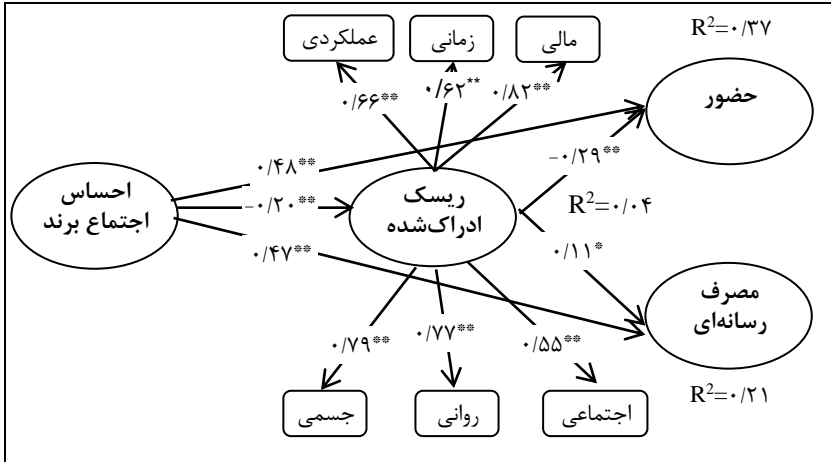 عملکردی
زمانی
مالی
R²=۰/۳۷
حضور
۰/۶۶**
۰/۶۲**
۰/۸۲**
۰/۴۸**
-۰/۲۹**
احساس
اجتماع برند
-۰/۲۰**
ریسک
ادراک‌شده
R²=۰/۰۴
۰/۴۷**
۰/۱۱*
مصرف
رسانه‌ای
۰/۷۹**
۰/۷۷**
۰/۵۵**
جسمی
روانی
اجتماعی
R²=۰/۲۱